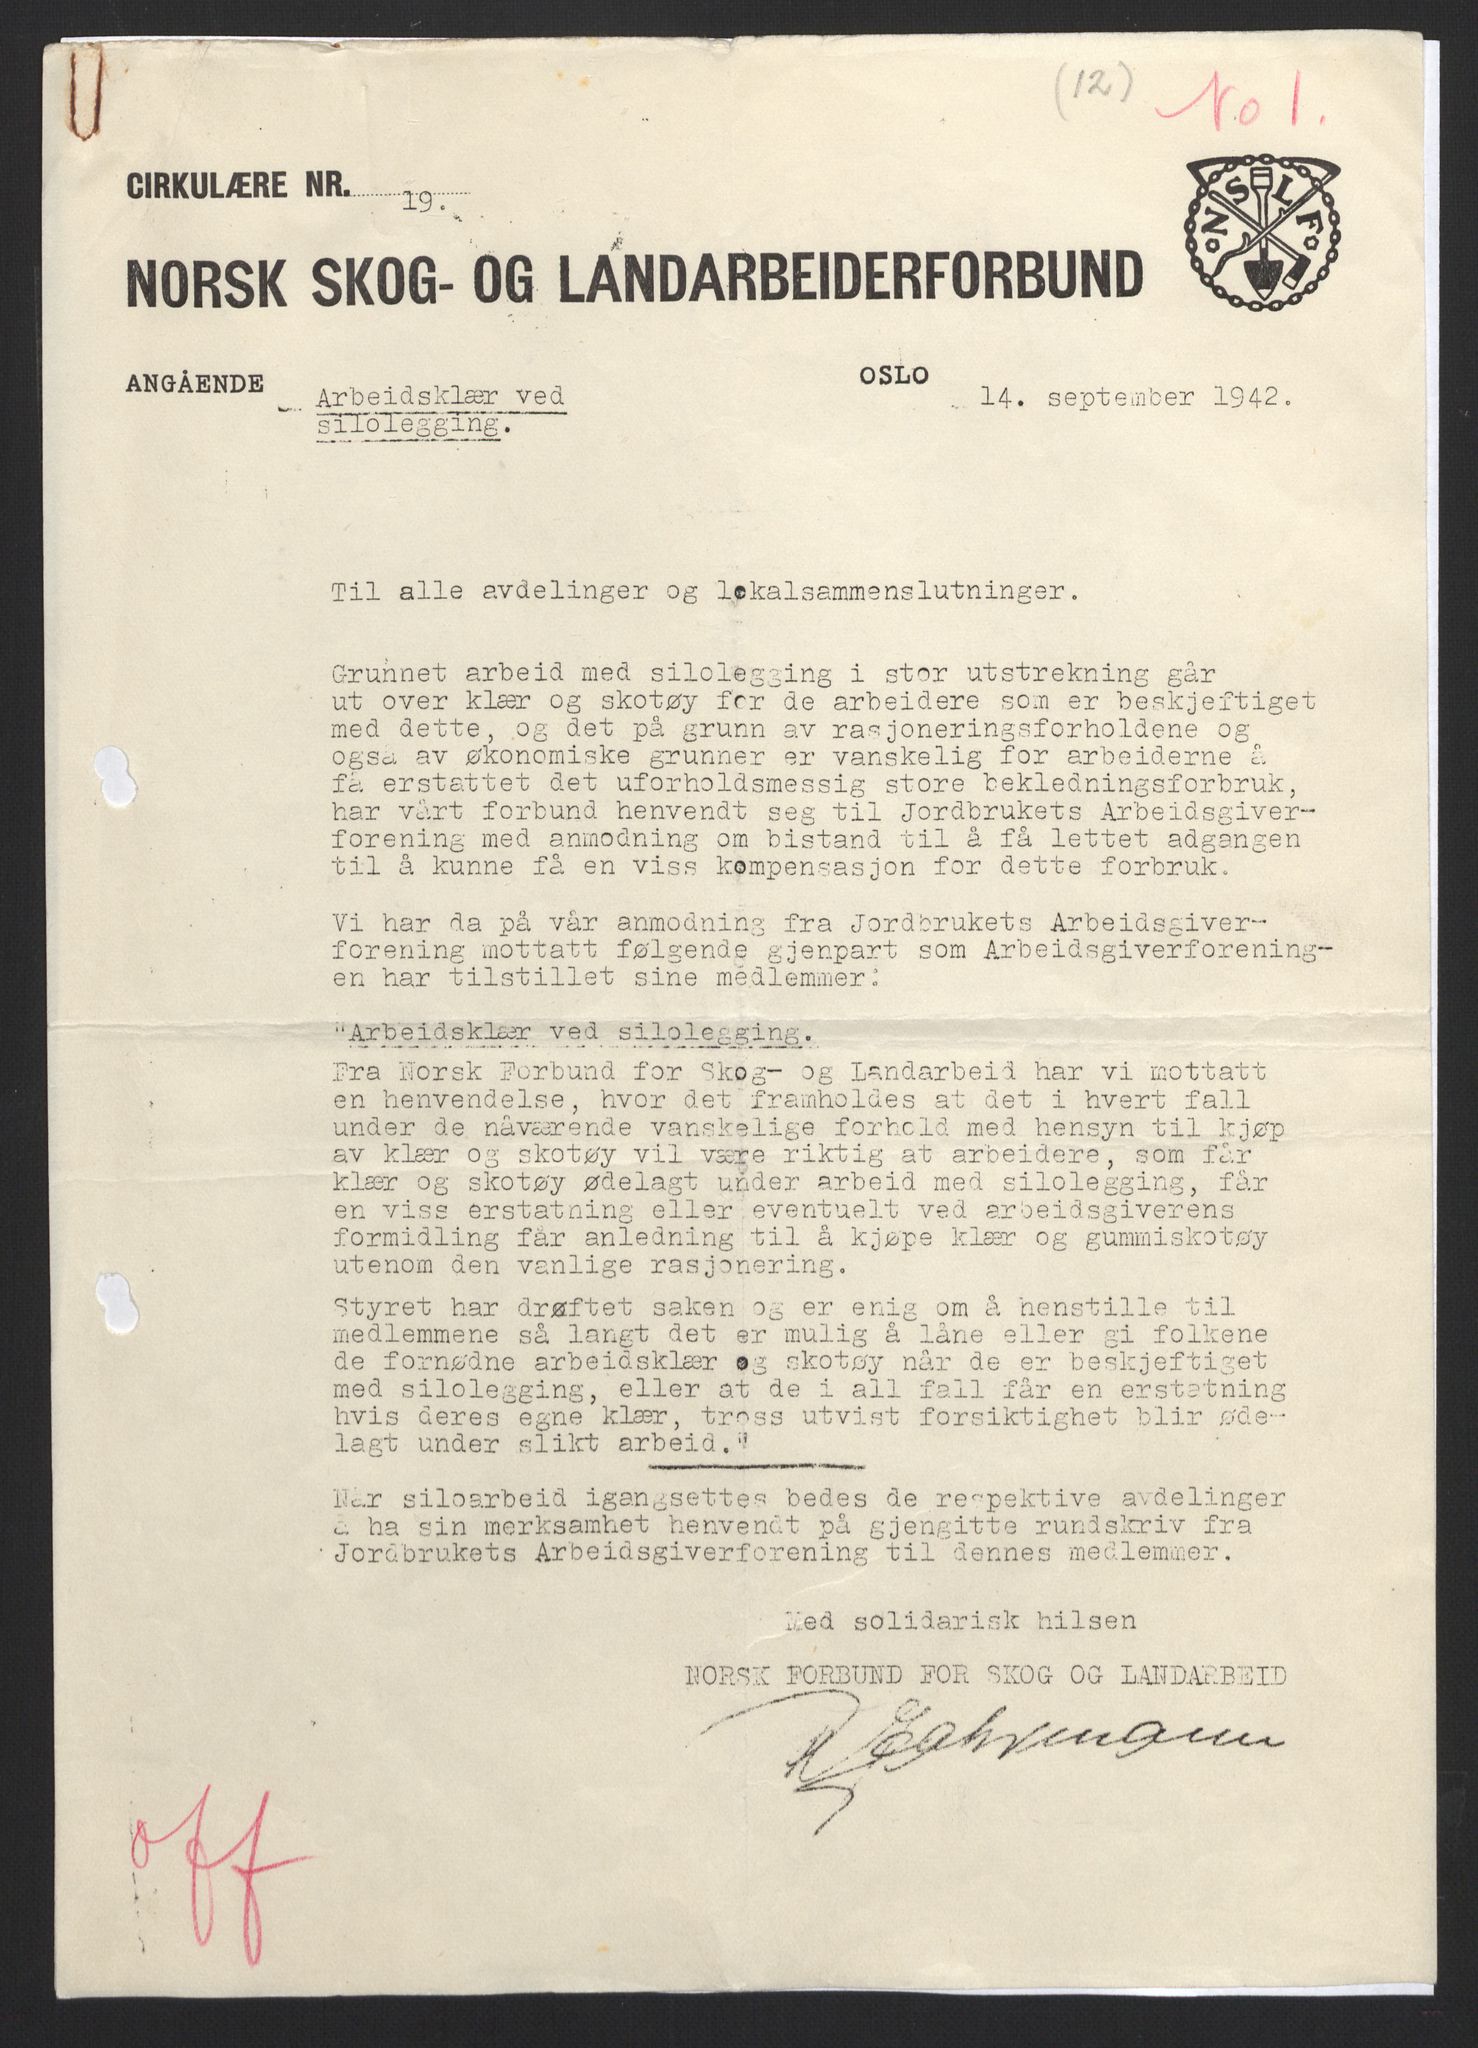 (12) No 1.
CIRKULÆRE NR. 19.
NSLF
NORSK SKOG- OG LANDARBEIDERFORBUND
ANGÅENDE Arbeidsklær ved
silolegging.
OSLO 14. september 1942.
Til alle avdelinger og lokalsammenslutninger.
Grunnet arbeid med silolegging i stor utstrekning går
ut over klær og skotøy for de arbeidere som er beskjeftiget
med dette, og det på grunn av rasjoneringsforholdene og
også av økonomiske grunner er vanskelig for arbeiderne å
få erstattet det uforholdsmessig store bekledningsforbruk,
har vårt forbund henvendt seg til Jordbrukets Arbeidsgiver-
forening med anmodning om bistand til å få lettet adgangen
til å kunne få en viss kompensasjon for dette forbruk.
Vi har da på vår anmodning fra Jordbrukets Arbeidsgiver-
forening mottatt følgende gjenpart som Arbeidsgiverforening-
en har tilstillet sine medlemmer:
"Arbeidsklær ved silolegging.
Fra Norsk Forbund for Skog- og Landarbeid har vi mottatt
en henvendelse, hvor det framholdes at det i hvert fall
under de nåværende vanskelige forhold med hensyn til kjøp
av klær og skotøy vil være riktig at arbeidere, som får
klær og skotøy ødelagt under arbeid med silolegging, får
en viss erstatning eller eventuelt ved arbeidsgiverens
formidling får anledning til å kjøpe klær og gummiskotøy
utenom den vanlige rasjonering.
Styret har drøftet saken og er enig om å henstille til
medlemmene så langt det er mulig å låne eller gi folkene
de fornødne arbeidsklær og skotøy når de er beskjeftiget
med silolegging, eller at de i all fall får en erstatning
hvis deres egne klær, tross utvist forsiktighet blir øde-
lagt under slikt arbeid."
Når siloarbeid igangsettes bedes de respektive avdelinger
å ha sin merksamhet henvendt på gjengitte rundskriv fra
Jordbrukets Arbeidsgiverforening til dennes medlemmer.
Med solidarisk hilsen
NORSK FORBUND FOR SKOG OG LANDARBEID
off